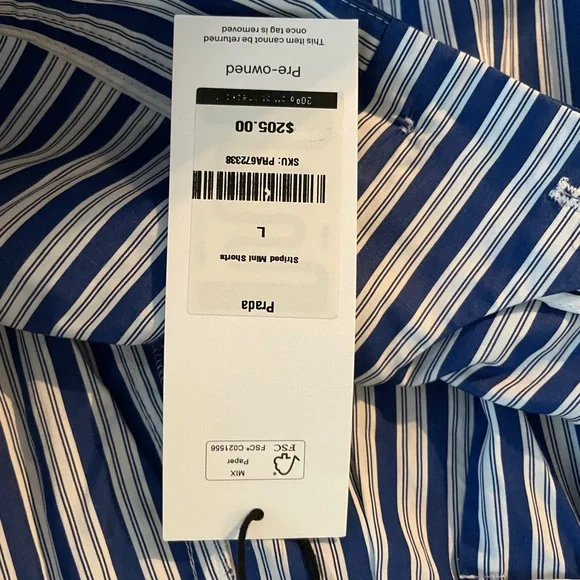 Prada
Striped Mini Shorts
L
SKU: PRA672338
$205.00
Pre-owned
This item cannot be returned
once tag is removed
MIX
Paper
FSC
FSC® C021556